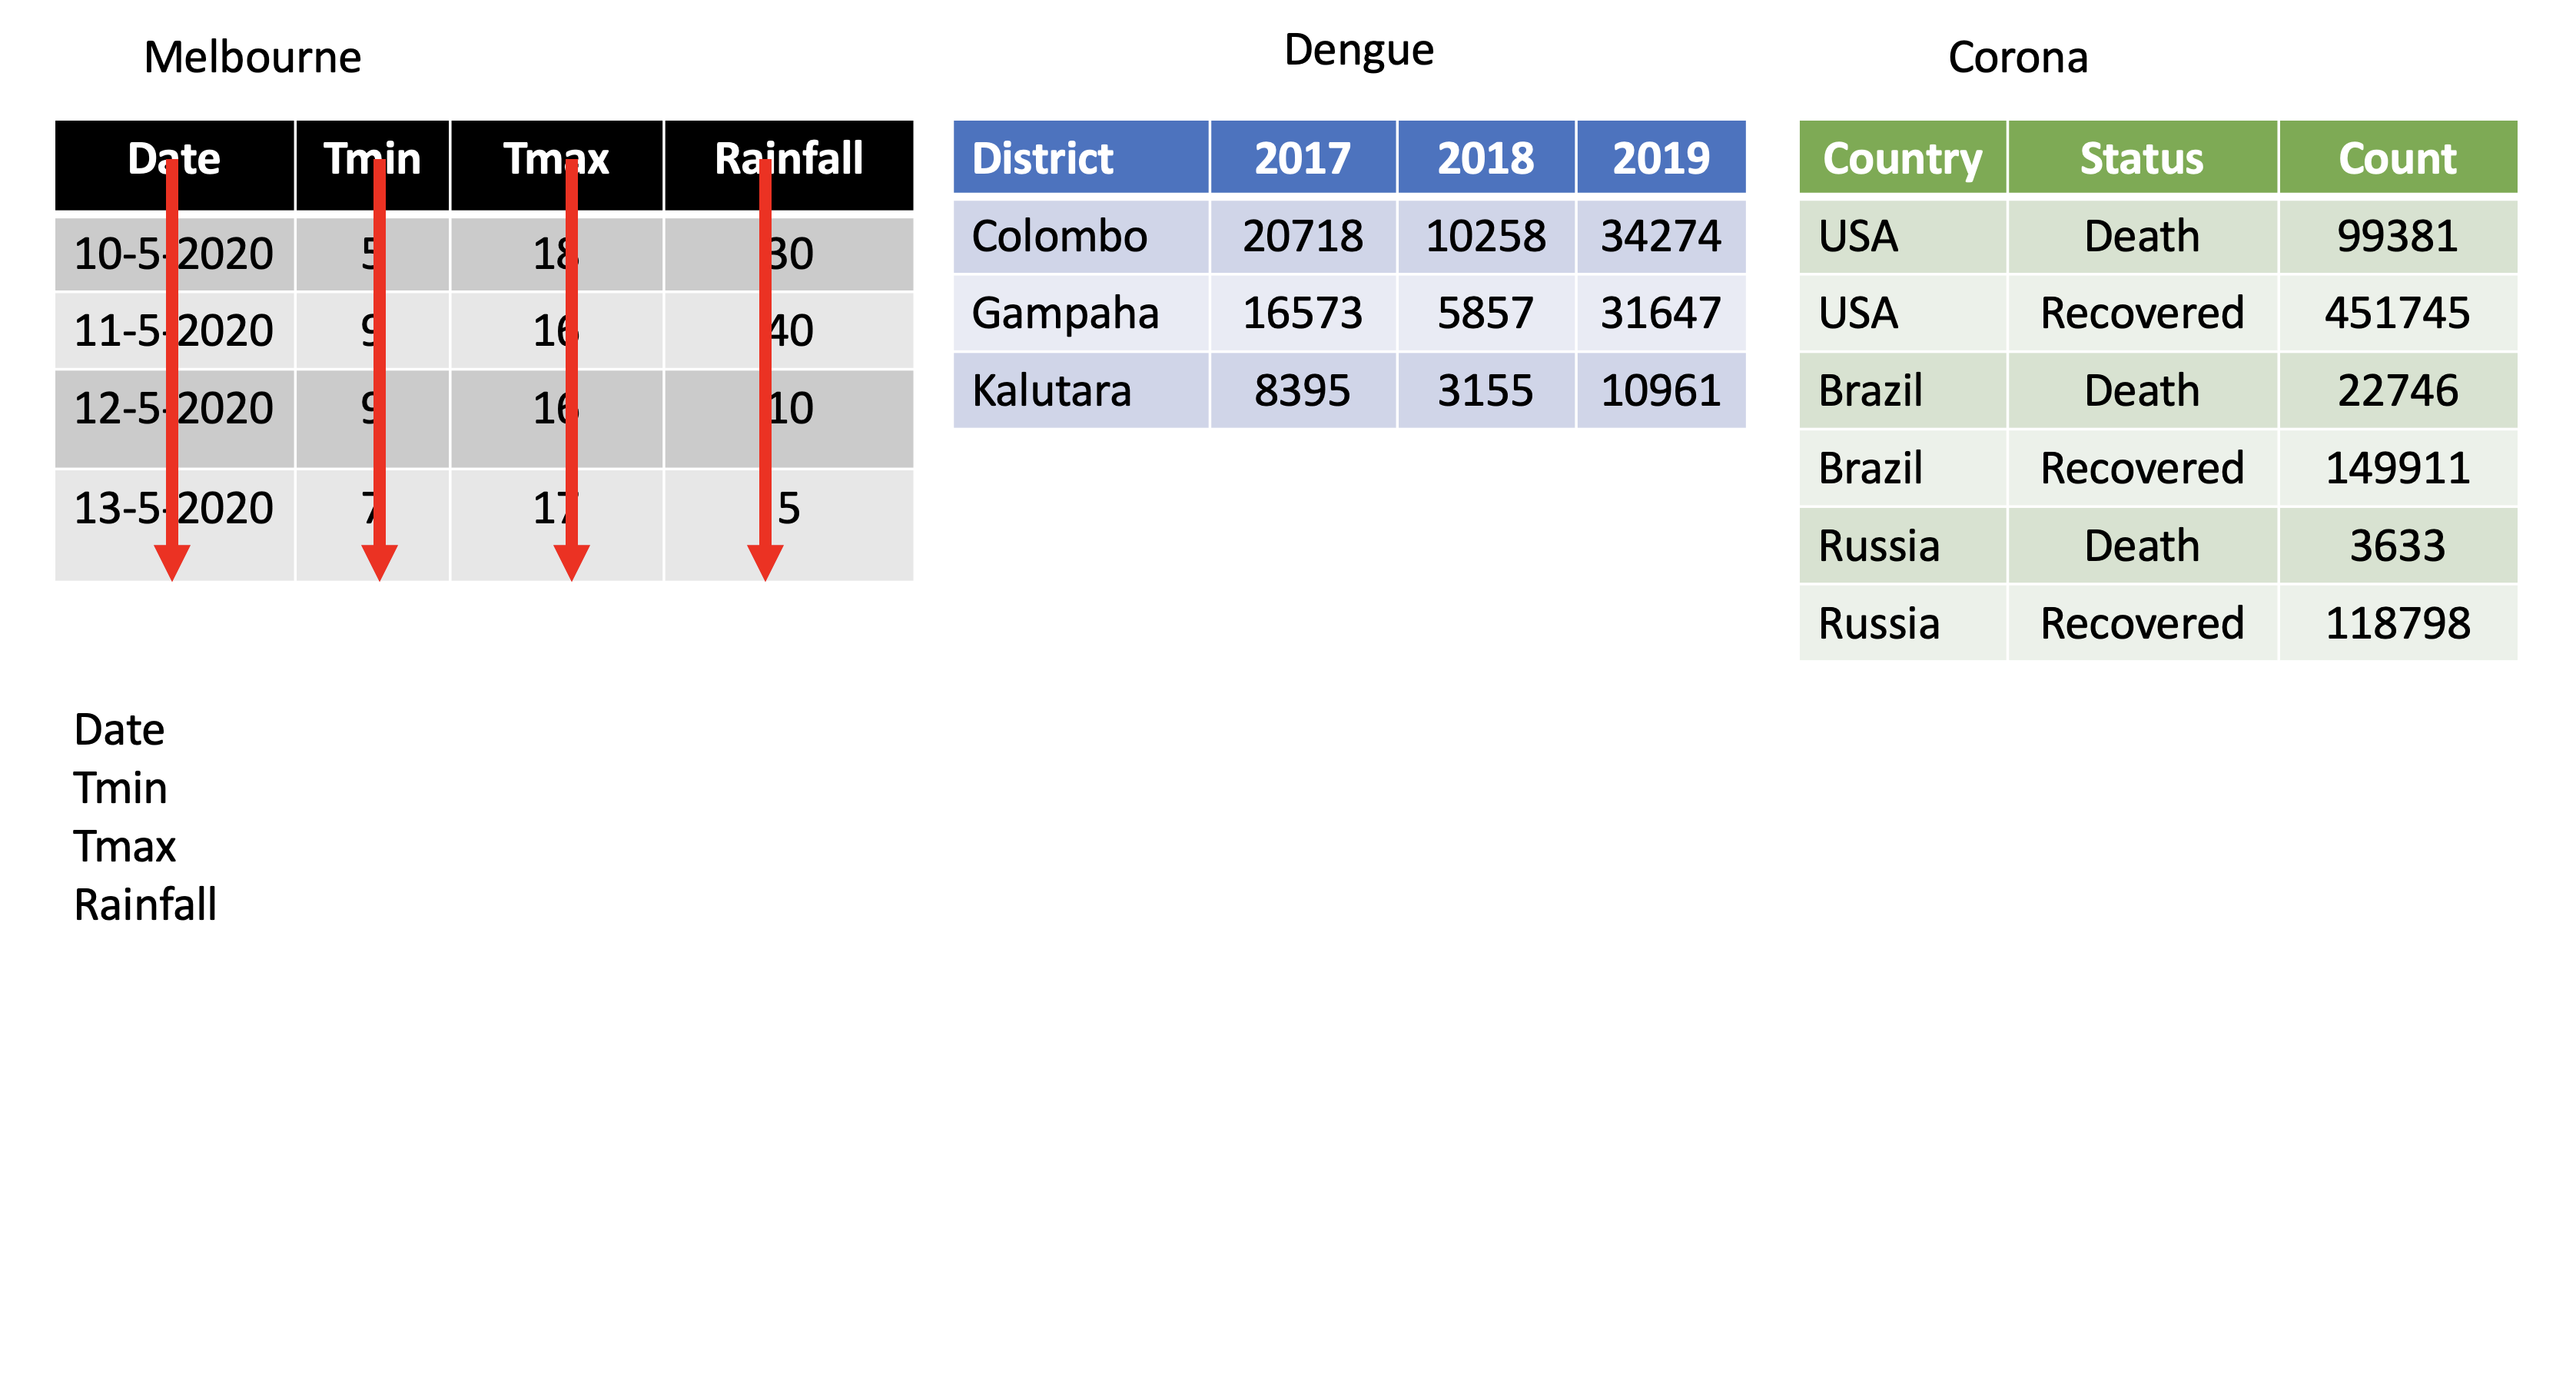 Melbourne
Date Tmin Tmax Rainfall
10-5-2020 5 18 30
11-5-2020 9 16 40
12-5-2020 9 16 10
13-5-2020 7 17 5
Date
Tmin
Tmax
Rainfall
Dengue
District 2017 2018 2019
Colombo 20718 10258 34274
Gampaha 16573 5857 31647
Kalutara 8395 3155 10961
Corona
Country Status Count
USA Death 99381
USA Recovered 451745
Brazil Death 22746
Brazil Recovered 149911
Russia Death 3633
Russia Recovered 118798